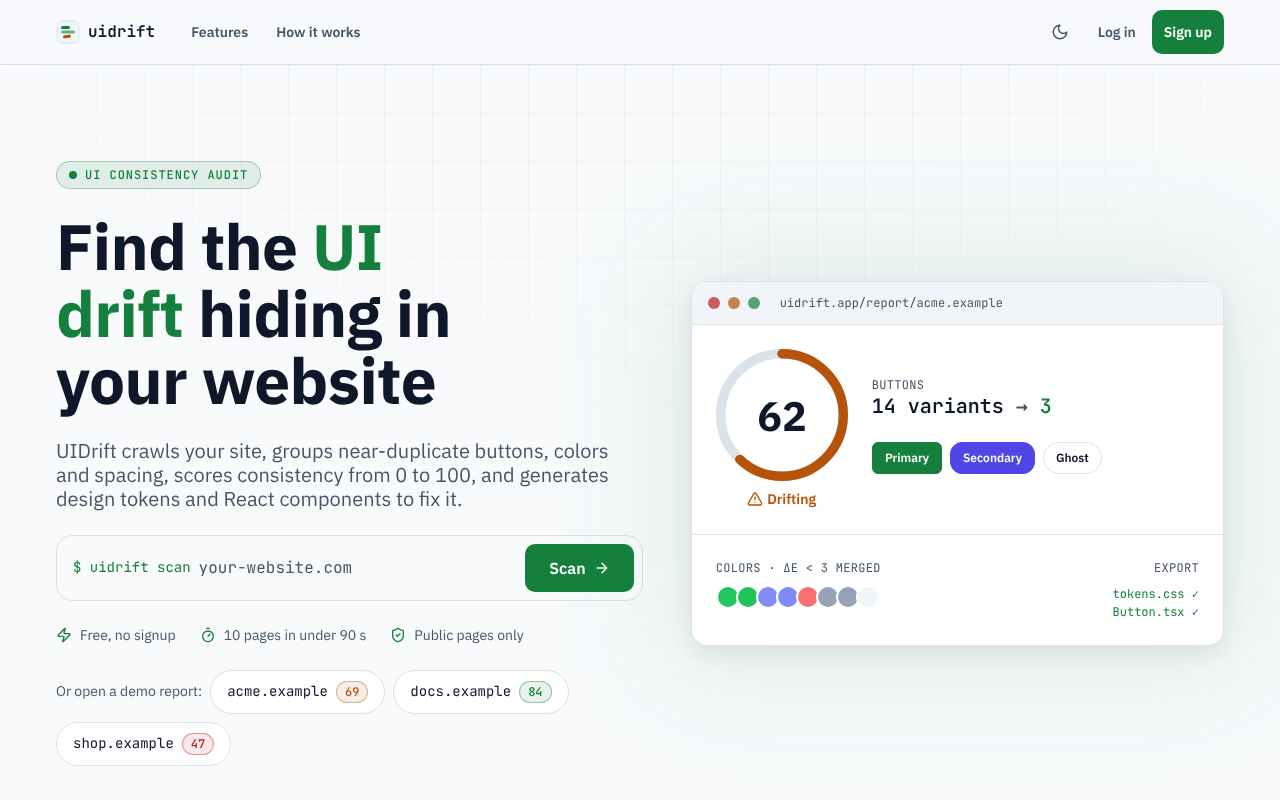 uidrift
Features
How it works
Log in
Sign up
UI CONSISTENCY AUDIT
Find the UI
drift hiding in
your website
UIDrift crawls your site, groups near-duplicate buttons, colors
and spacing, scores consistency from 0 to 100, and generates
design tokens and React components to fix it.
$ uidrift scan your-website.com
Scan →
Free, no signup
10 pages in under 90 s
Public pages only
Or open a demo report:
acme.example 69
docs.example 84
shop.example 47
uidrift.app/report/acme.example
62
Drifting
BUTTONS
14 variants → 3
Primary
Secondary
Ghost
COLORS · ΔE < 3 MERGED
EXPORT
tokens.css ✓
Button.tsx ✓